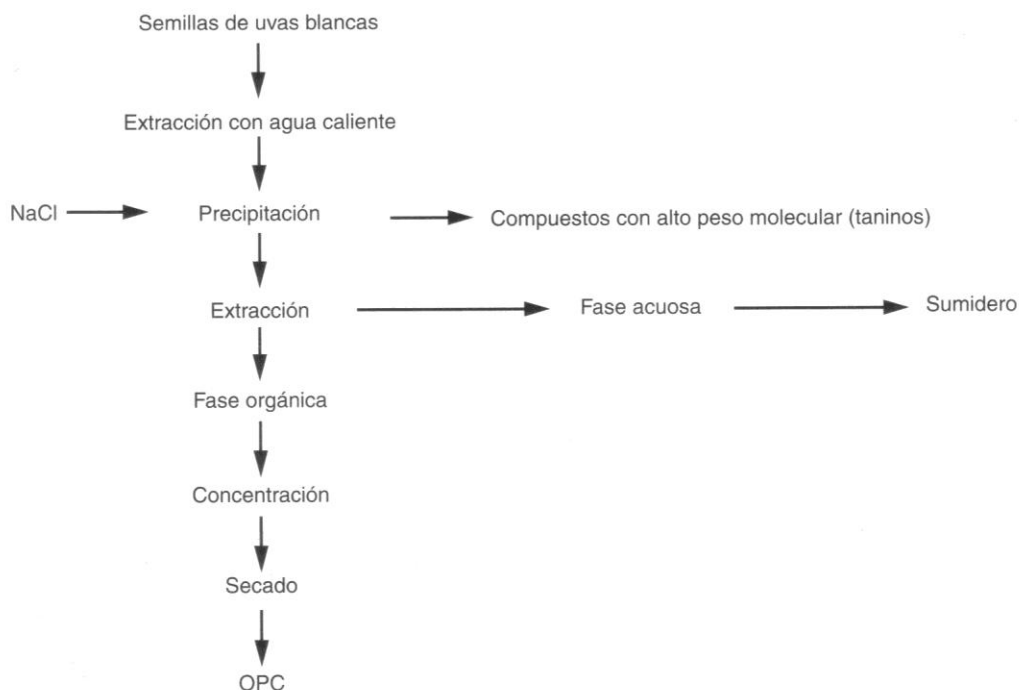 Semillas de uvas blancas
Extracción con agua caliente
NaCl
Precipitación
Compuestos con alto peso molecular (taninos)
Extracción
Fase acuosa
Sumidero
Fase orgánica
Concentración
Secado
OPC